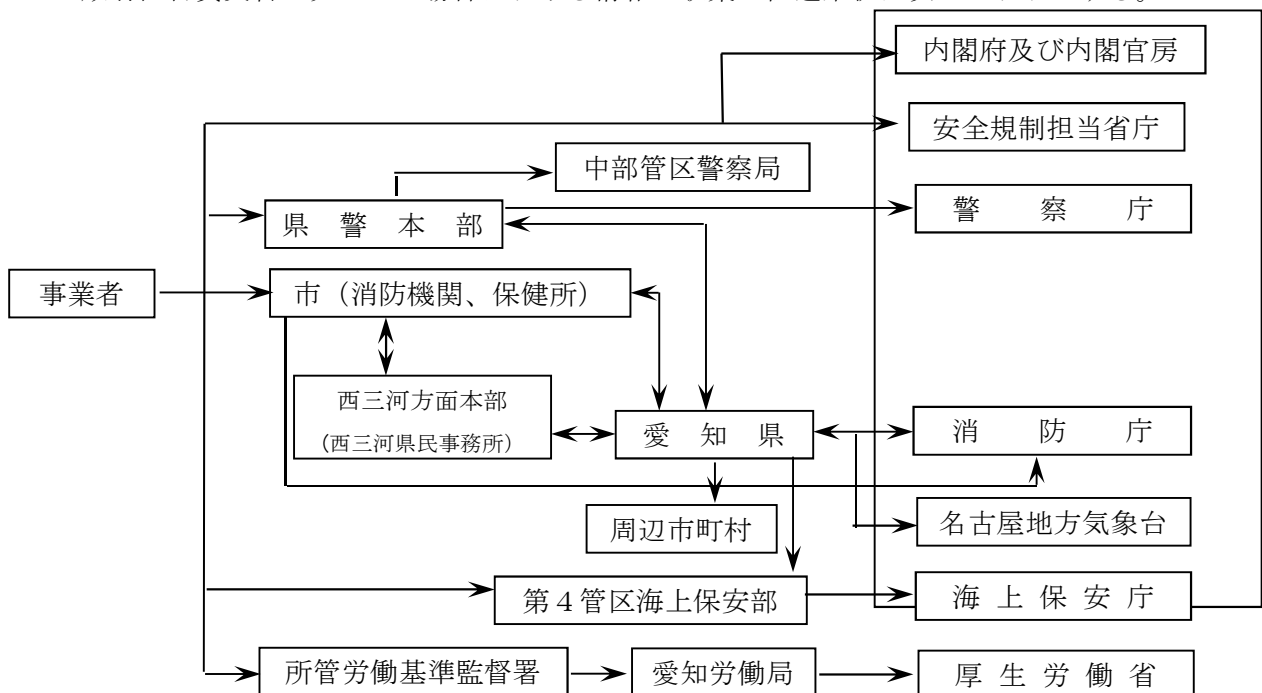 内閣府及び内閣官房
安全規制担当省庁
中部管区警察局
警察庁
県警本部
事業者
市（消防機関、保健所）
西三河方面本部
（西三河県民事務所）
愛知県
消防庁
周辺市町村
名古屋地方気象台
第４管区海上保安部
海上保安庁
所管労働基準監督署
愛知労働局
厚生労働省